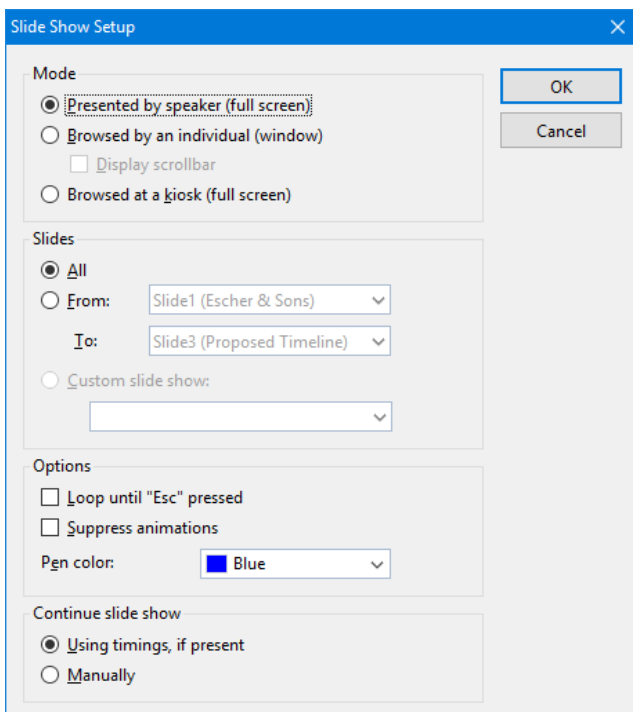 Slide Show Setup
Mode
Presented by speaker (full screen)
Browsed by an individual (window)
Display scrollbar
Browsed at a kiosk (full screen)
OK
Cancel
Slides
All
From: Slide1 (Escher & Sons)
To: Slide3 (Proposed Timeline)
Custom slide show:
Options
Loop until "Esc" pressed
Suppress animations
Pen color: Blue
Continue slide show
Using timings, if present
Manually